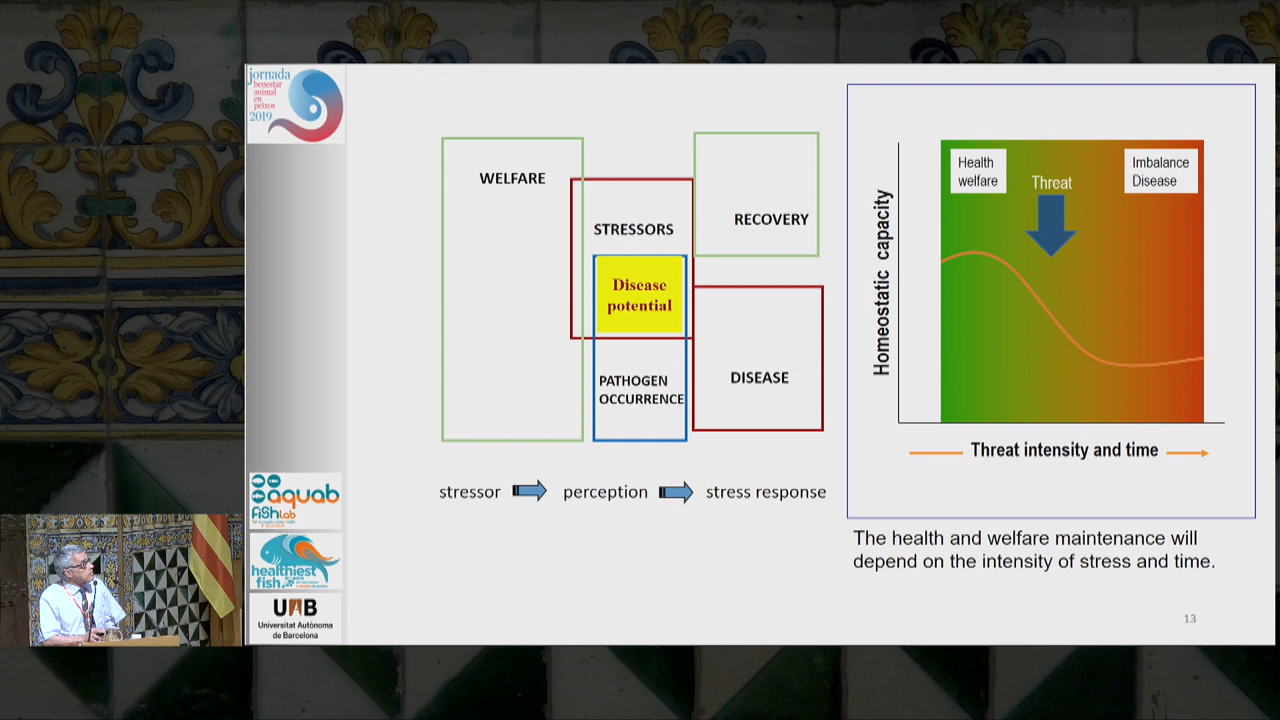 jornada
benestar
animal
en
peixos
2019
WELFARE
STRESSORS
RECOVERY
Disease
potential
PATHOGEN
OCCURRENCE
DISEASE
stressor
perception
stress response
Health
welfare
Threat
Imbalance
Disease
Homeostatic capacity
Threat intensity and time
The health and welfare maintenance will
depend on the intensity of stress and time.
aquab
fishlab
healthiest
fish
UAB
Universitat Autònoma
de Barcelona
13